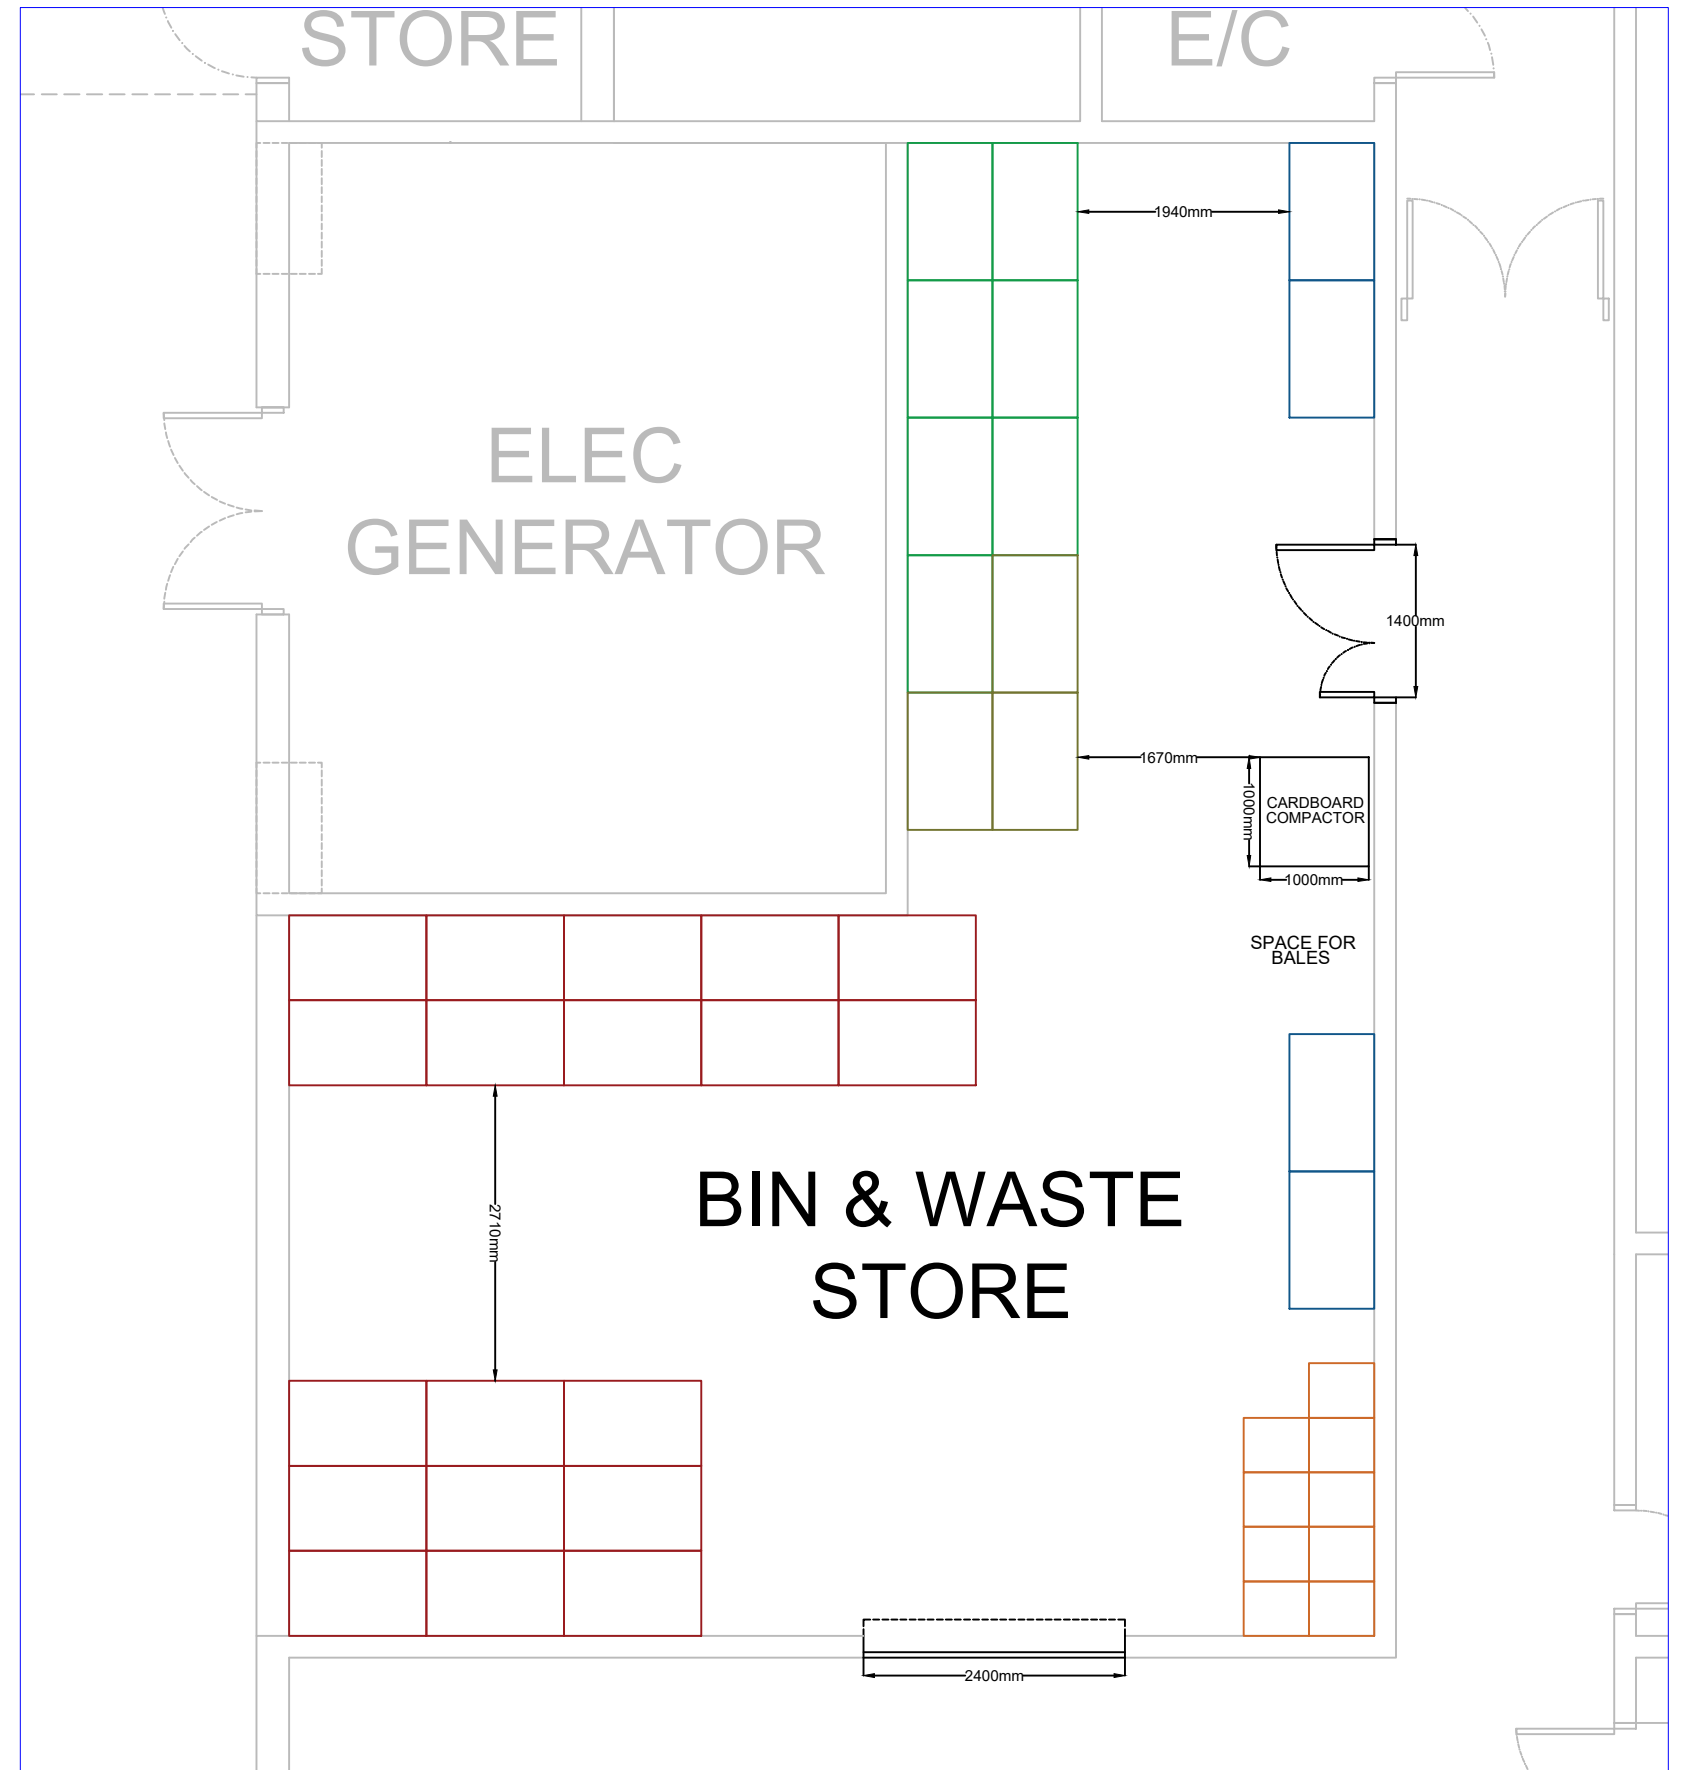 STORE
E/C
1940mm
ELEC
GENERATOR
1400mm
1670mm
1000mm
CARDBOARD
COMPACTOR
1000mm
SPACE FOR
BALES
BIN & WASTE
STORE
2710mm
2400mm